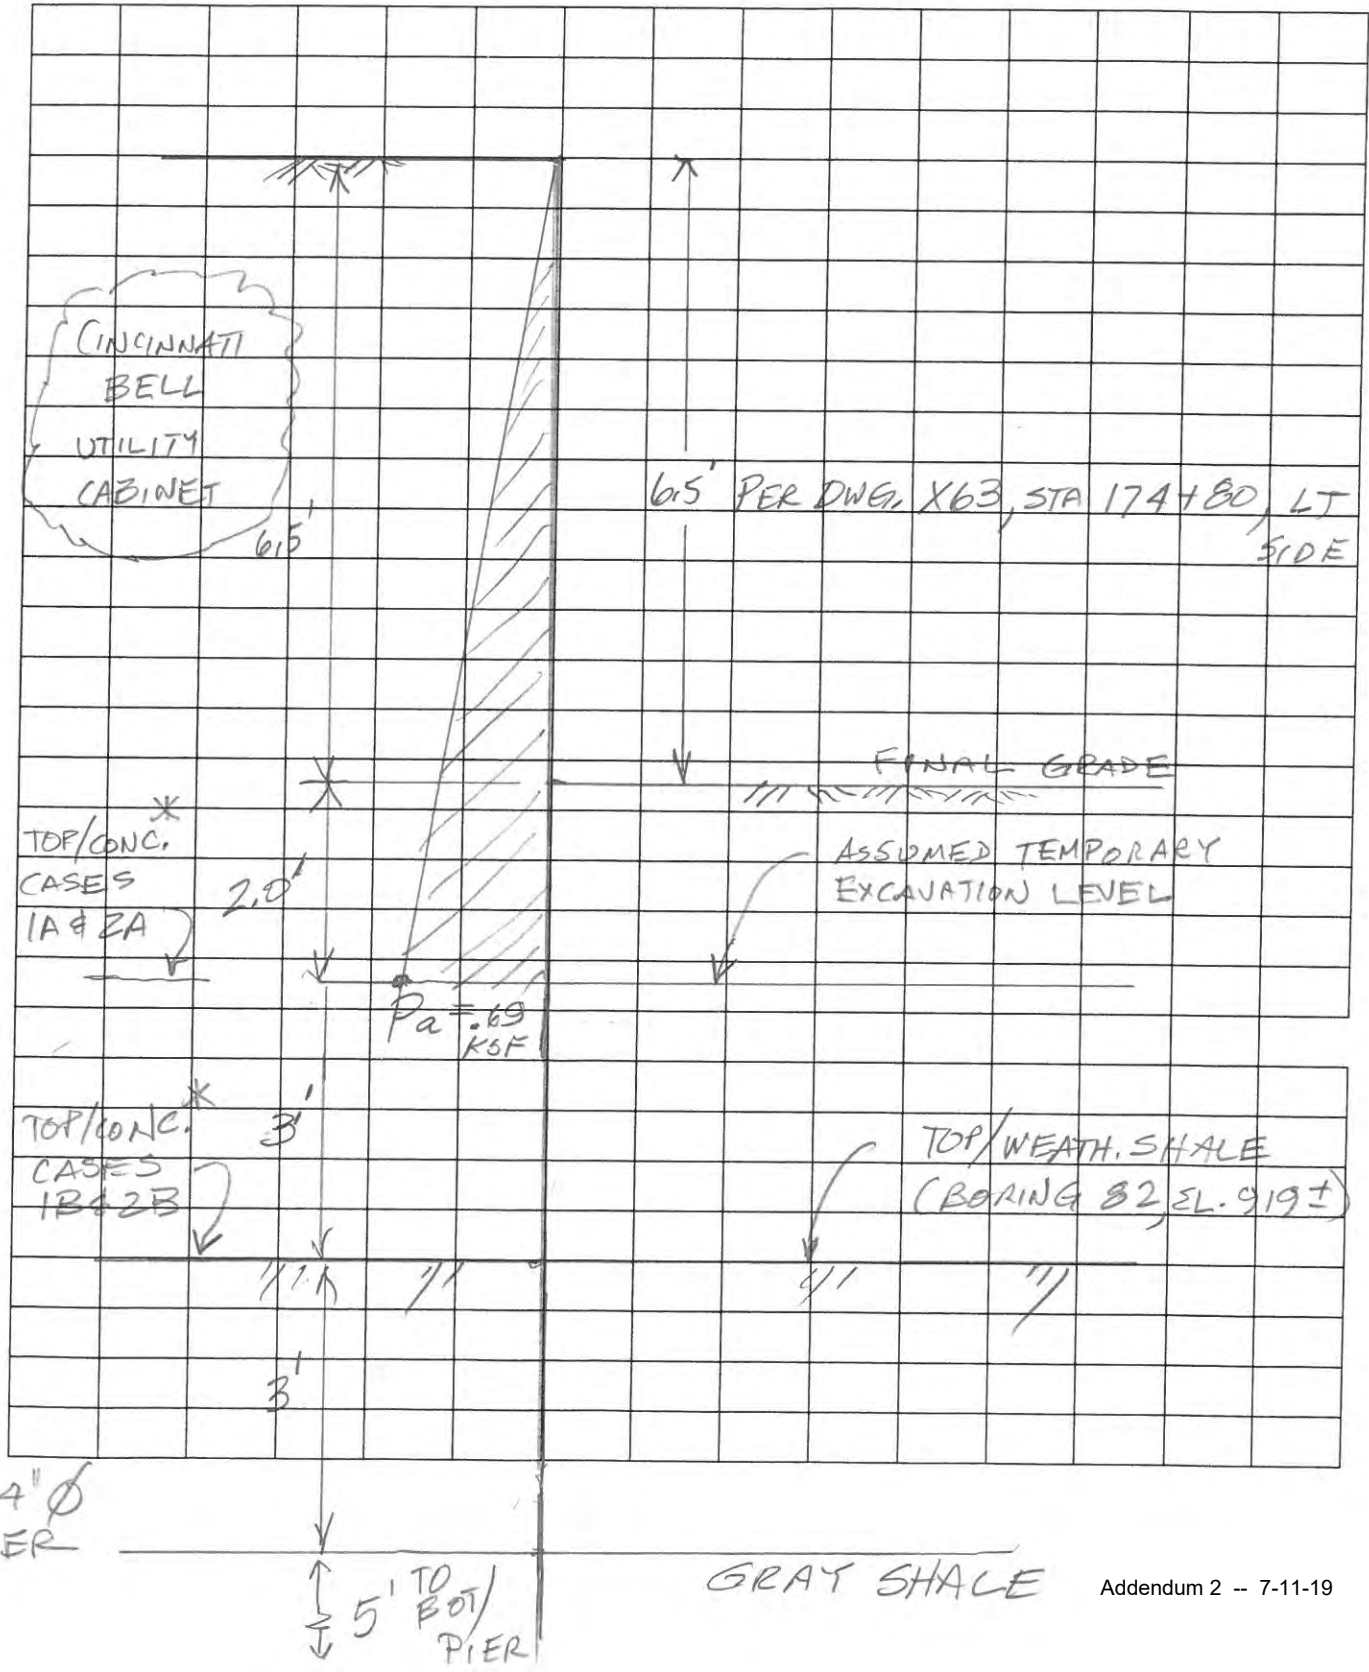 CINCINNATI
BELL
UTILITY
CABINET
6.5'
6.5' PER DWG. X63, STA 174+80, LT
SIDE
FINAL GRADE
TOP/CONC.*
CASES
1A & 2A
2.0'
ASSUMED TEMPORARY
EXCAVATION LEVEL
Pa = .69
KSF
TOP/CONC.*
CASES
1B & 2B
3'
TOP/WEATH. SHALE
(BORING 82, EL. 919±)
3'
4"Ø
ER
5' TO
BOT/
PIER
GRAY SHALE
Addendum 2 -- 7-11-19